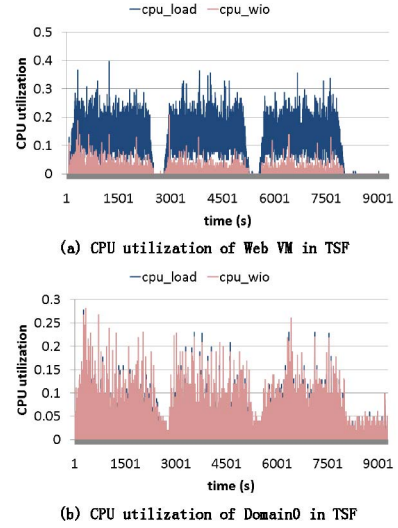 cpu_load cpu_wio
0.5
0.4
0.3
0.2
0.1
0
CPU utilization
1 1501 3001 4501 6001 7501 9001
time (s)
(a) CPU utilization of Web VM in TSF
cpu_load cpu_wio
0.3
0.25
0.2
0.15
0.1
0.05
0
CPU utilization
1 1501 3001 4501 6001 7501 9001
time (s)
(b) CPU utilization of Domain0 in TSF